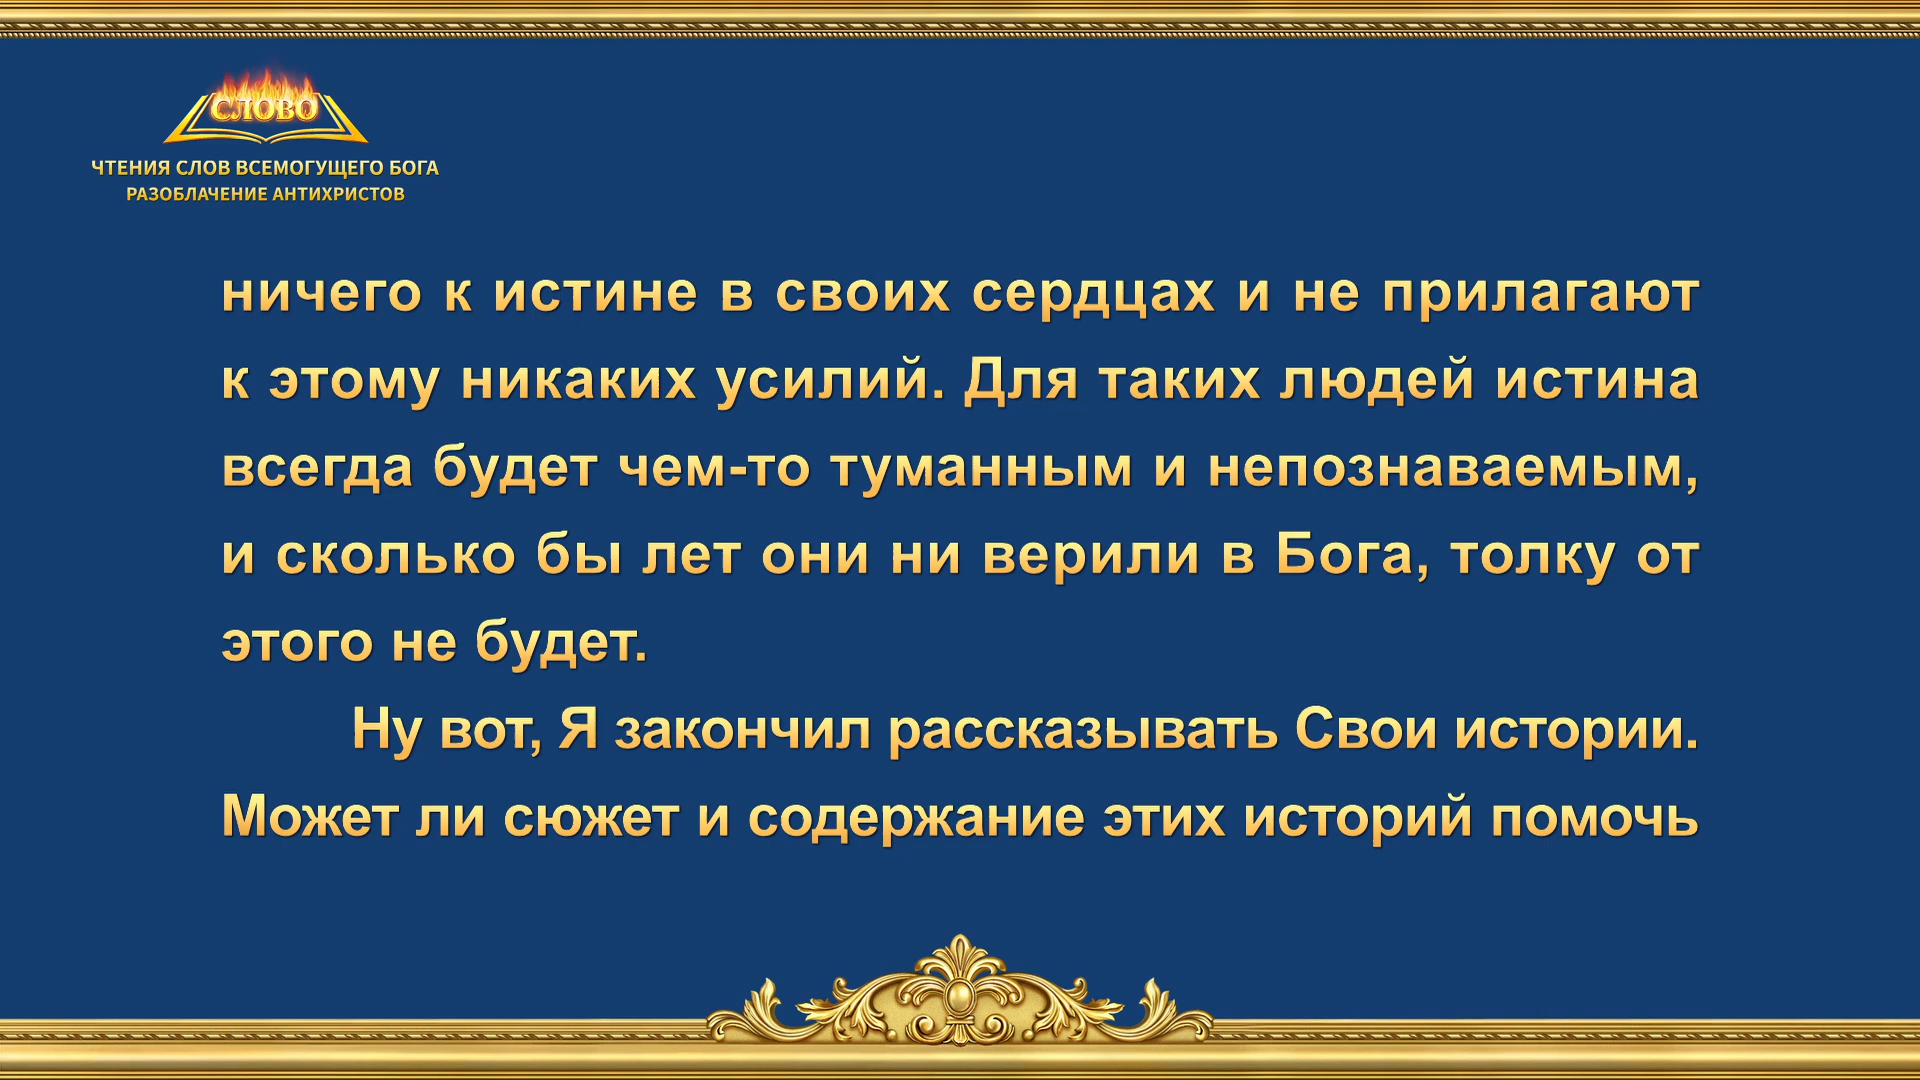 СЛОВО
ЧТЕНИЯ СЛОВ ВСЕМОГУЩЕГО БОГА
РАЗОБЛАЧЕНИЕ АНТИХРИСТОВ
ничего к истине в своих сердцах и не прилагают
к этому никаких усилий. Для таких людей истина
всегда будет чем-то туманным и непознаваемым,
и сколько бы лет они ни верили в Бога, толку от
этого не будет.
Ну вот, Я закончил рассказывать Свои истории.
Может ли сюжет и содержание этих историй помочь